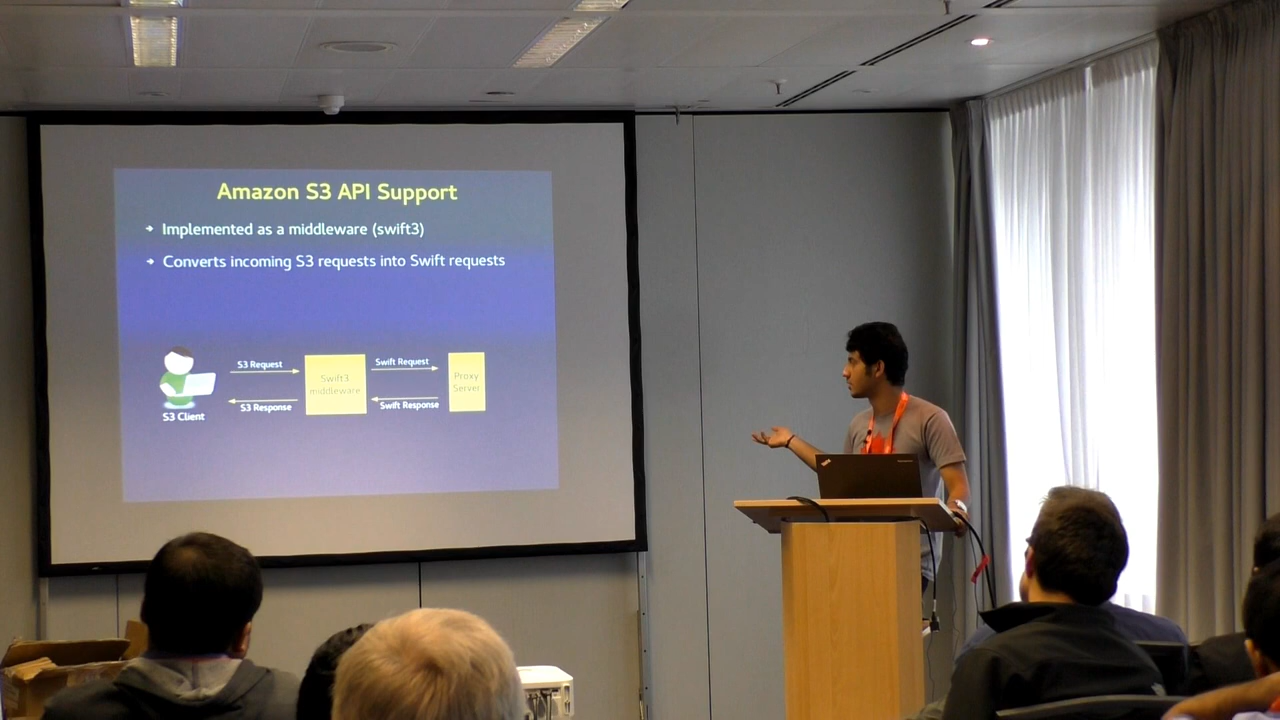 Amazon S3 API Support
➔ Implemented as a middleware (swift3)
➔ Converts incoming S3 requests into Swift requests
S3 Request
Swift Request
Swift3
middleware
Proxy
Server
S3 Response
Swift Response
S3 Client